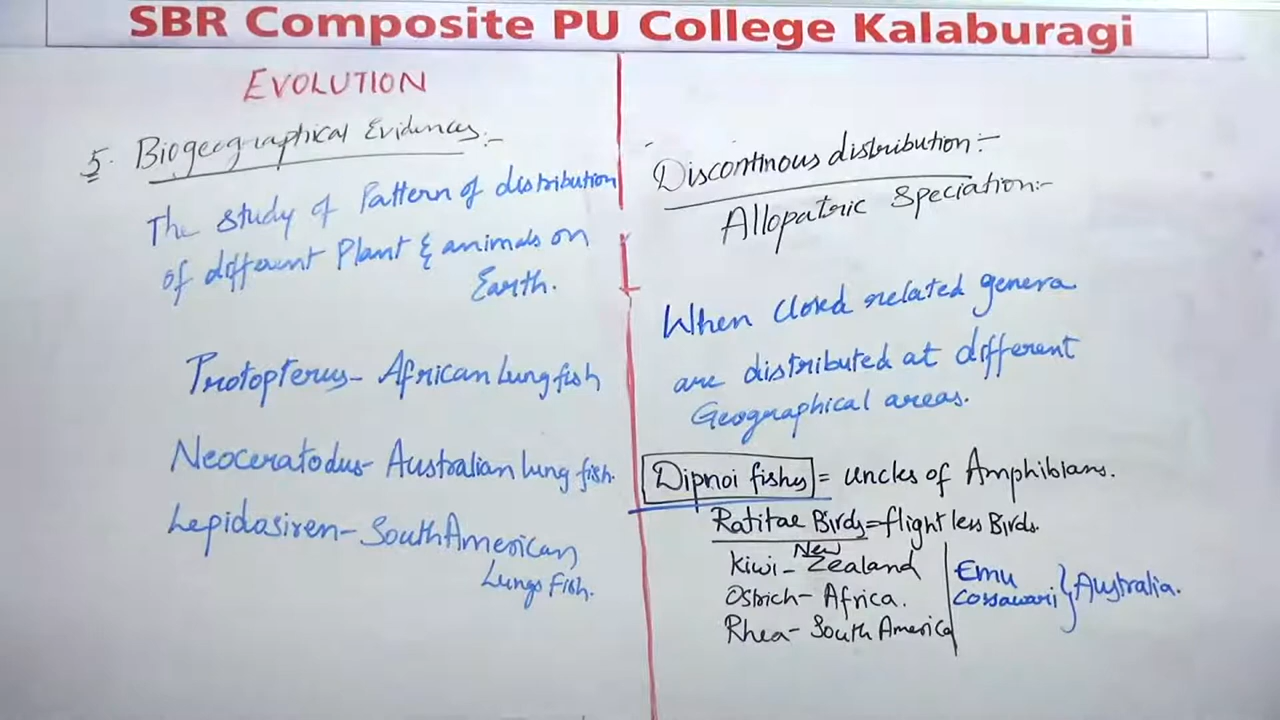 SBR Composite PU College Kalaburagi
EVOLUTION
5. Biogeographical Evidences:-
The study of Pattern of distribution
of different Plant & animals on
Earth.
Protopterus - African Lung fish
Neoceratodus - Australian lung fish.
Lepidosiren - South American
Lungs fish.
Discontinous distribution:-
Allopatric Speciation:-
When closed related genera
are distributed at different
Geographical areas.
Dipnoi fishes = uncles of Amphibians.
Ratitae Birds = flight less Birds.
Kiwi - New Zealand
Ostrich - Africa.
Rhea - South America
Emu
Cossawari } Australia.